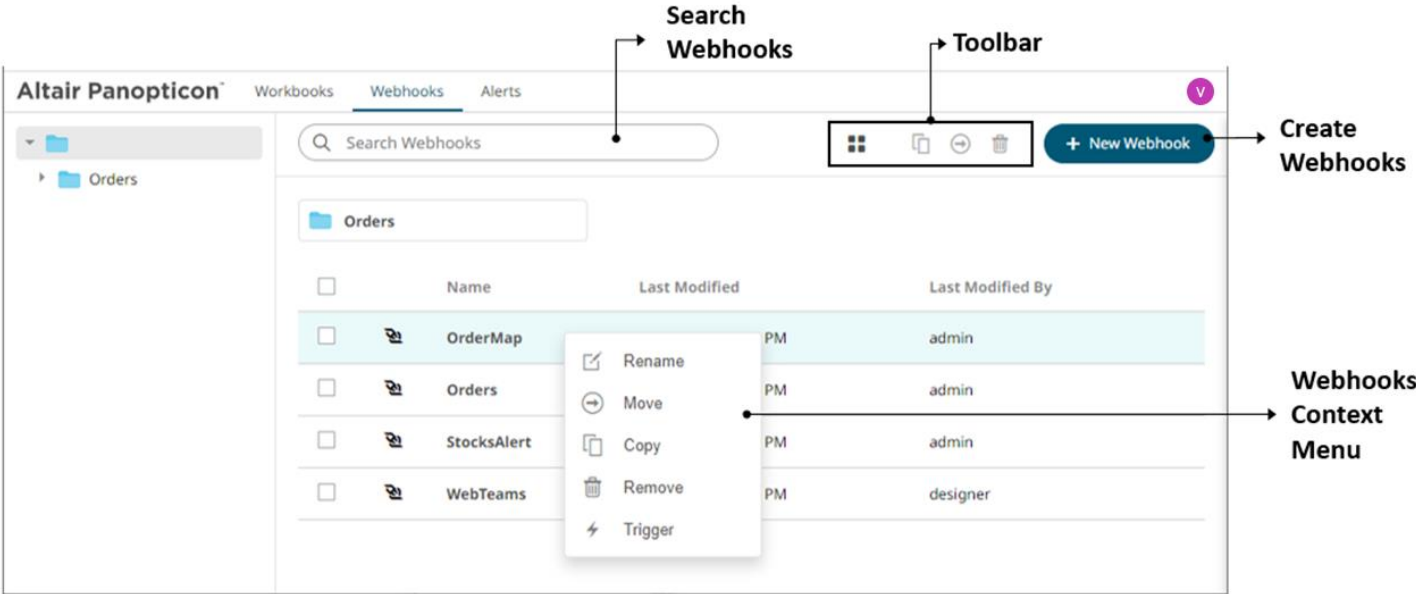 Search
Webhooks
Toolbar
Altair Panopticon™ Workbooks Webhooks Alerts V
Search Webhooks
+ New Webhook
Create
Webhooks
Orders
Orders
Name Last Modified Last Modified By
OrderMap PM admin
Orders PM admin
StocksAlert PM admin
WebTeams PM designer
Rename
Move
Copy
Remove
Trigger
Webhooks
Context
Menu